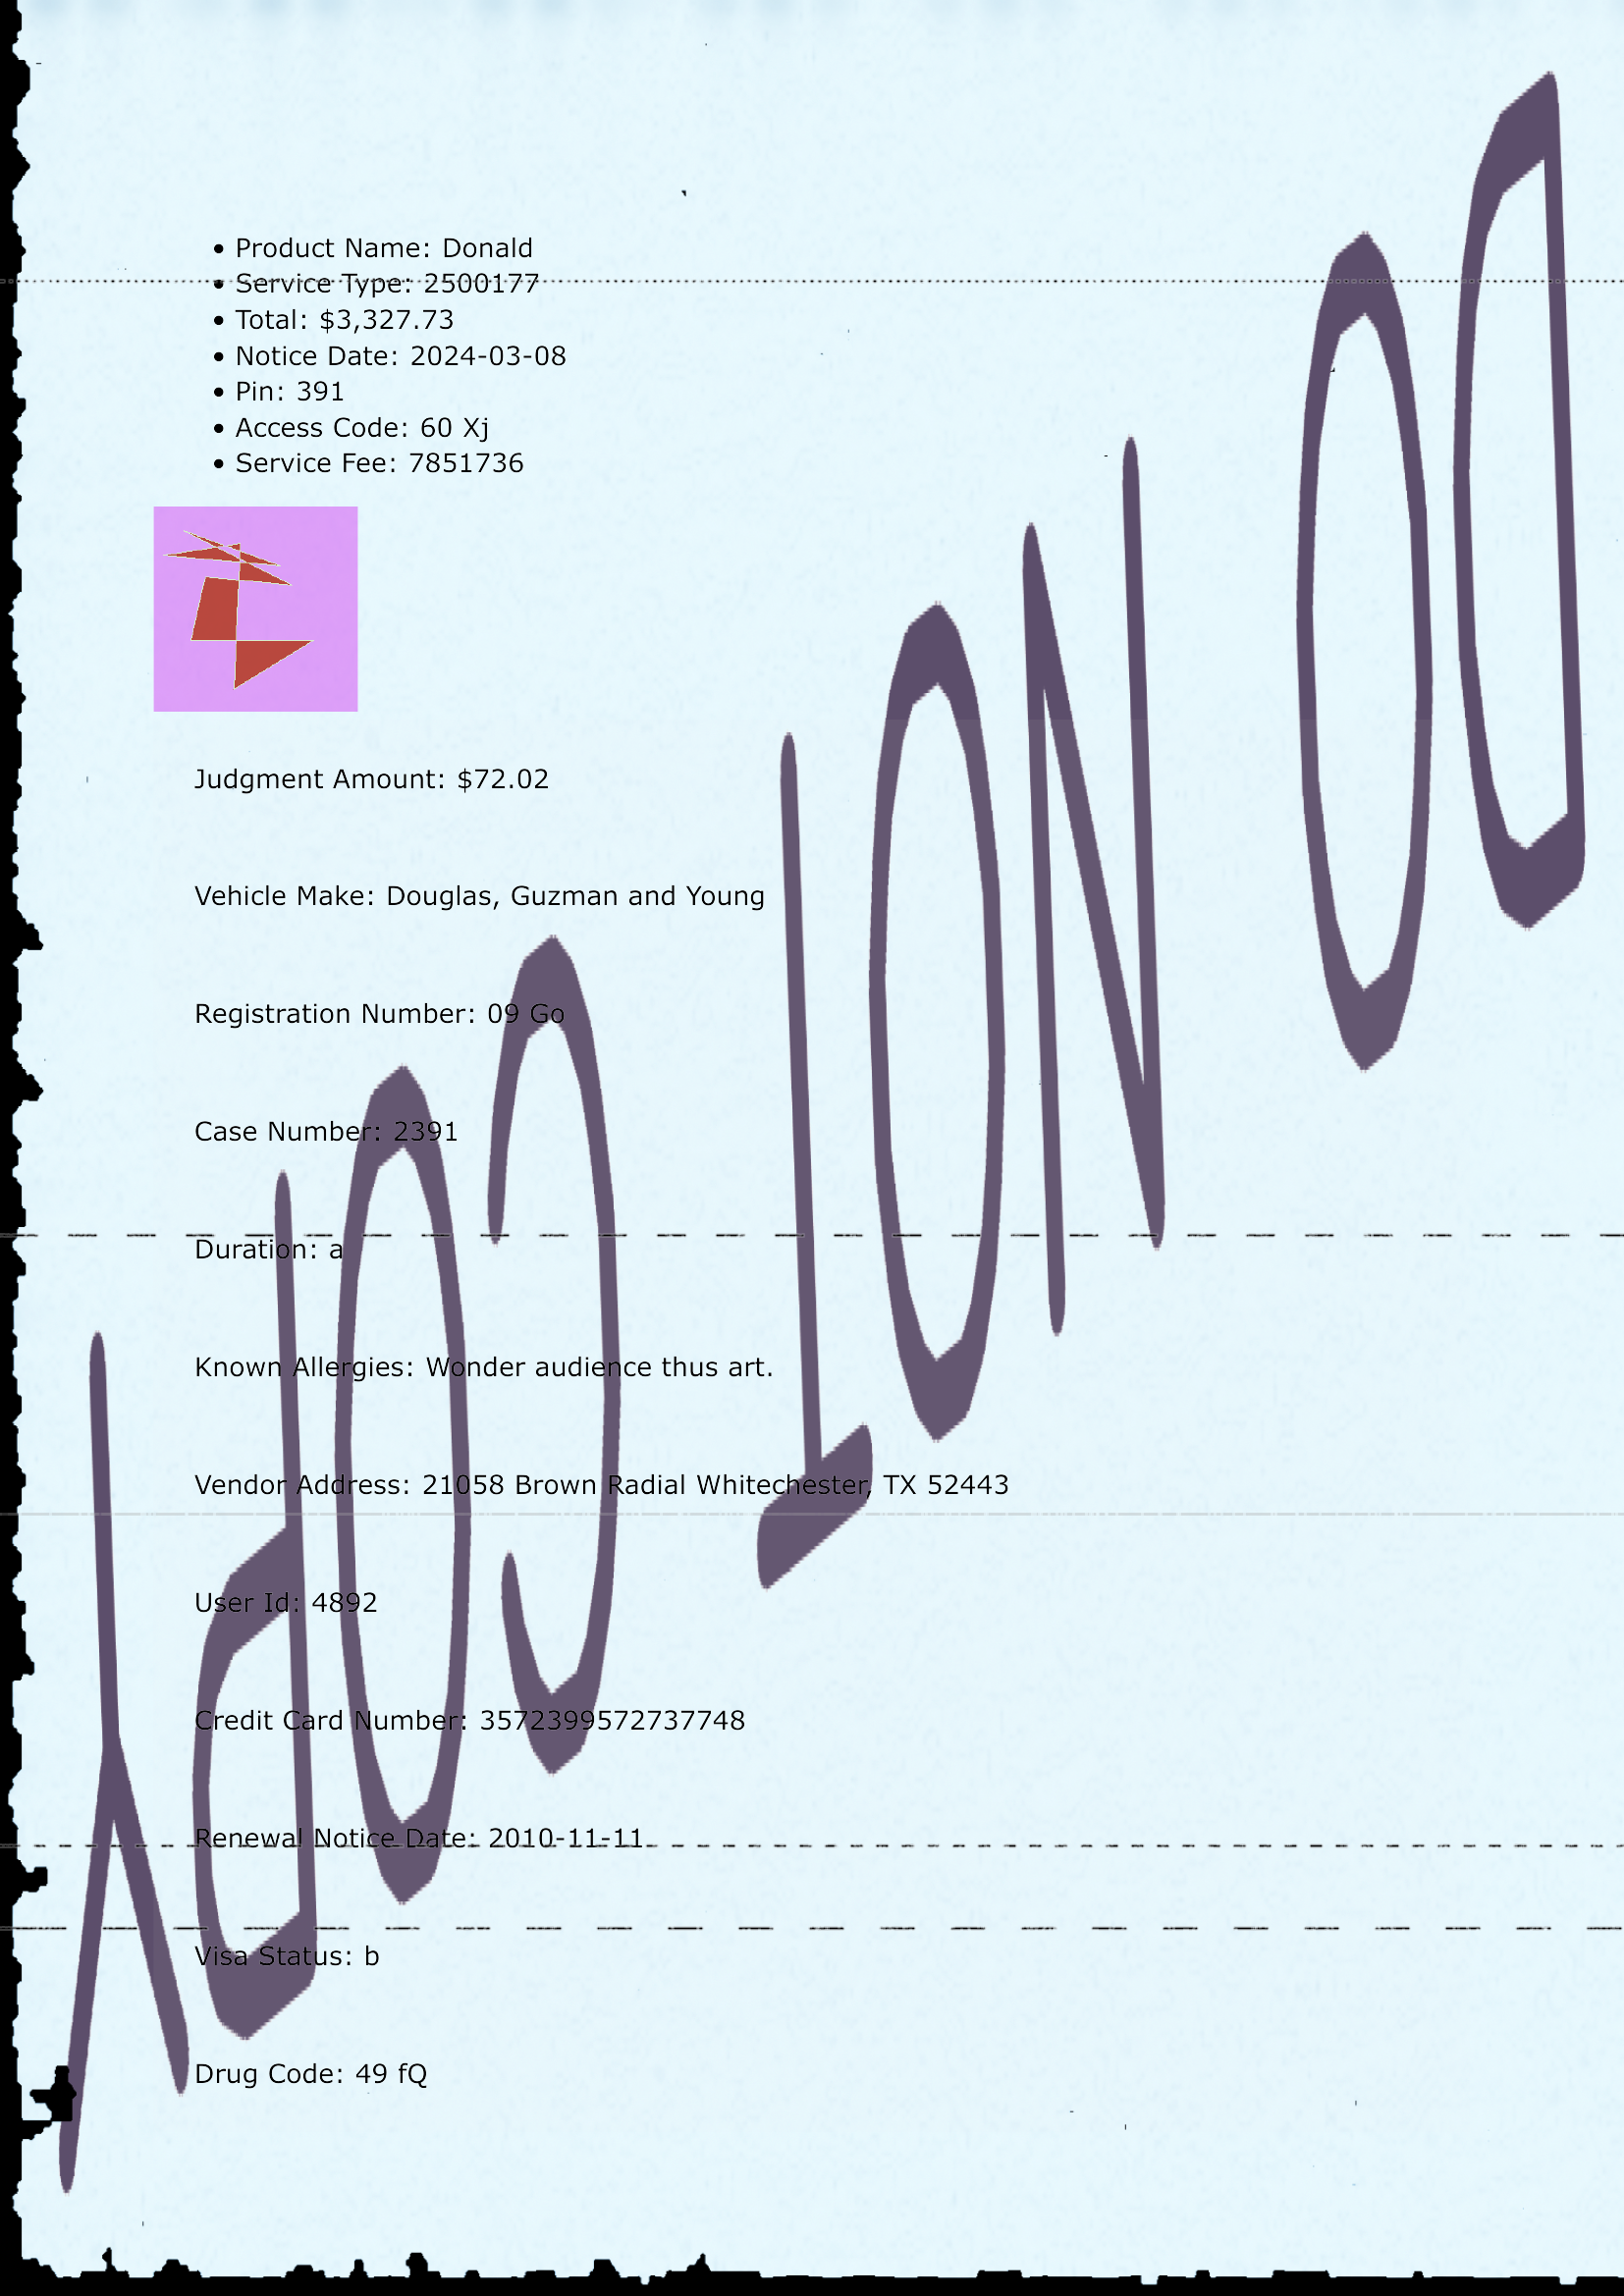 • Product Name: Donald
• Service Type: 2500177
• Total: $3,327.73
• Notice Date: 2024-03-08
• Pin: 391
• Access Code: 60 Xj
• Service Fee: 7851736
Judgment Amount: $72.02
Vehicle Make: Douglas, Guzman and Young
Registration Number: 09 Go
Case Number: 2391
Duration: a
Known Allergies: Wonder audience thus art.
Vendor Address: 21058 Brown Radial Whitechester, TX 52443
User Id: 4892
Credit Card Number: 3572399572737748
Renewal Notice Date: 2010-11-11
Visa Status: b
Drug Code: 49 fQ
DO NOT COPY